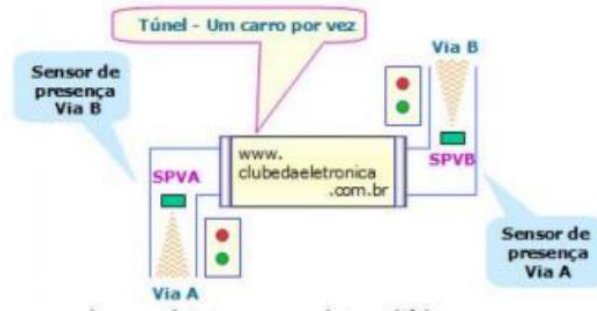 Túnel - Um carro por vez
Via B
Sensor de
presença
Via B
www.
clubedaeletronica
.com.br
SPVA
SPVB
Sensor de
presença
Via A
Via A